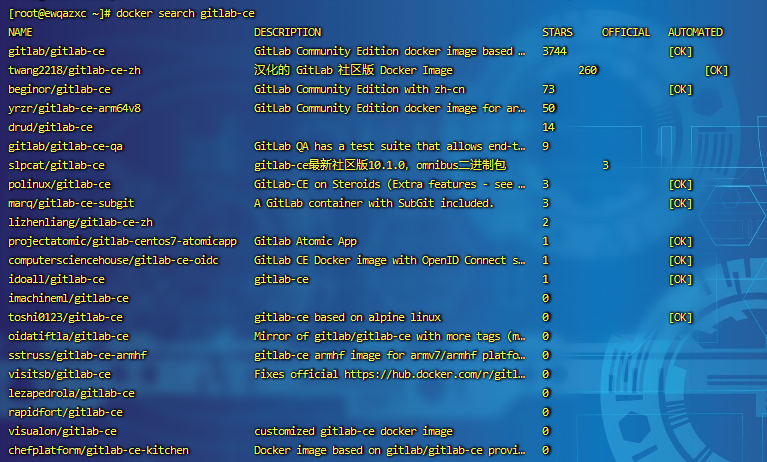 [root@ewqazxc ~]# docker search gitlab-ce
NAME DESCRIPTION STARS OFFICIAL AUTOMATED
gitlab/gitlab-ce GitLab Community Edition docker image based … 3744 [OK]
twang2218/gitlab-ce-zh 汉化的 GitLab 社区版 Docker Image 260 [OK]
beginor/gitlab-ce GitLab Community Edition with zh-cn 73 [OK]
yrzr/gitlab-ce-arm64v8 GitLab Community Edition docker image for ar… 50
drud/gitlab-ce 14
gitlab/gitlab-ce-qa GitLab QA has a test suite that allows end-t… 9
slpcat/gitlab-ce gitlab-ce最新社区版10.1.0, omnibus二进制包 3
polinux/gitlab-ce GitLab-CE on Steroids (Extra features - see … 3 [OK]
marq/gitlab-ce-subgit A GitLab container with SubGit included. 3 [OK]
lizhenliang/gitlab-ce-zh 2
projectatomic/gitlab-centos7-atomicapp Gitlab Atomic App 1 [OK]
computersciencehouse/gitlab-ce-oidc GitLab CE Docker image with OpenID Connect s… 1 [OK]
idoall/gitlab-ce gitlab-ce 1 [OK]
imachineml/gitlab-ce 0
toshi0123/gitlab-ce gitlab-ce based on alpine linux 0 [OK]
oidatiftla/gitlab-ce Mirror of gitlab/gitlab-ce with more tags (m… 0
sstruss/gitlab-ce-armhf gitlab-ce armhf image for armv7/armhf platfo… 0
visitsb/gitlab-ce Fixes official https://hub.docker.com/r/gitl… 0
lezapedrola/gitlab-ce 0
rapidfort/gitlab-ce 0
visualon/gitlab-ce customized gitlab-ce docker image 0
chefplatform/gitlab-ce-kitchen Docker image based on gitlab/gitlab-ce provi… 0